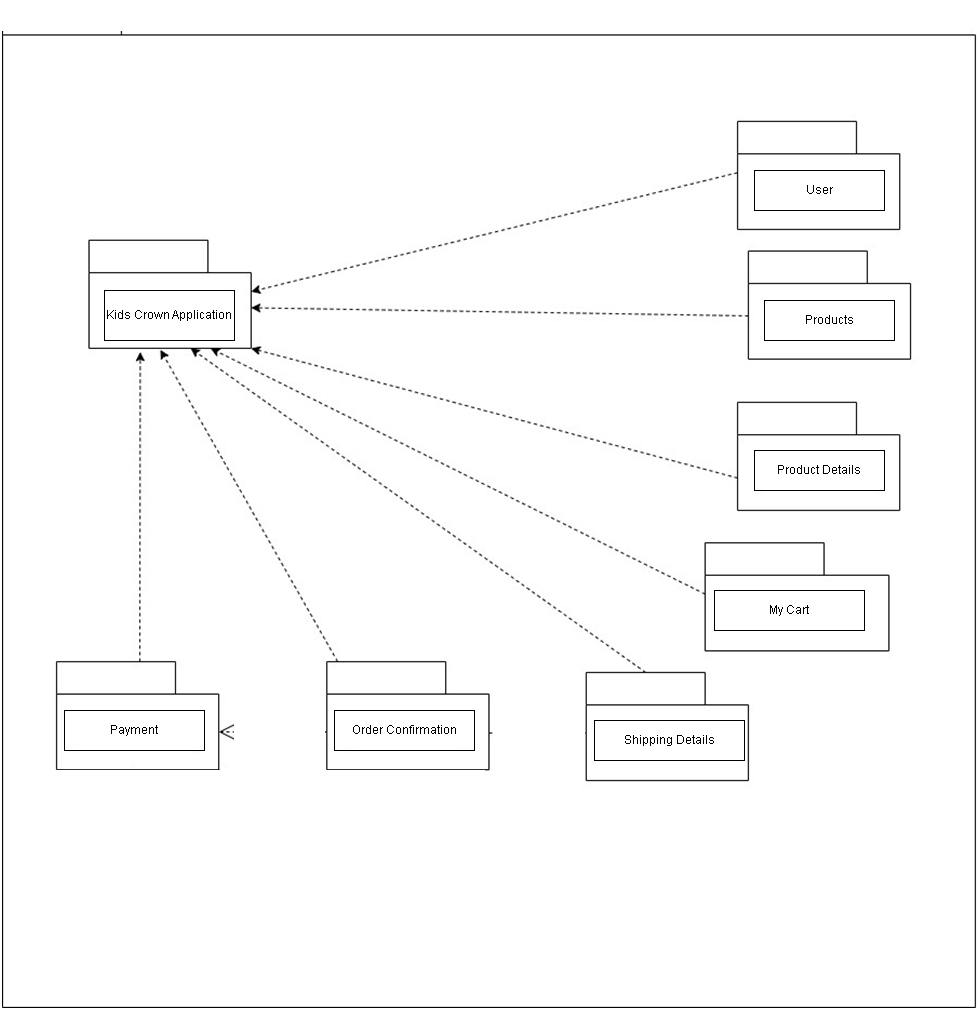 User
Kids Crown Application
Products
Product Details
My Cart
Payment
Order Confirmation
Shipping Details